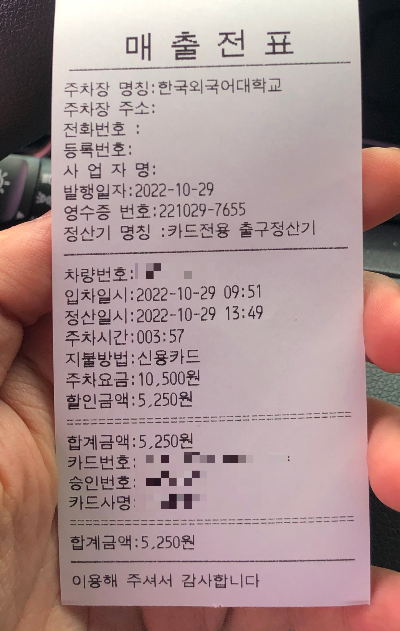 매 출 전 표
주차장 명칭:한국외국어대학교
주차장 주소:
전화번호 :
등록번호:
사 업 자 명:
발행일자:2022-10-29
영수증 번호:221029-7655
정산기 명칭 :카드전용 출구정산기
차량번호:
입차일시:2022-10-29 09:51
정산일시:2022-10-29 13:49
주차시간:003:57
지불방법:신용카드
주차요금:10,500원
할인금액:5,250원
합계금액:5,250원
카드번호:
승인번호:
카드사명:
합계금액:5,250원
이용해 주셔서 감사합니다